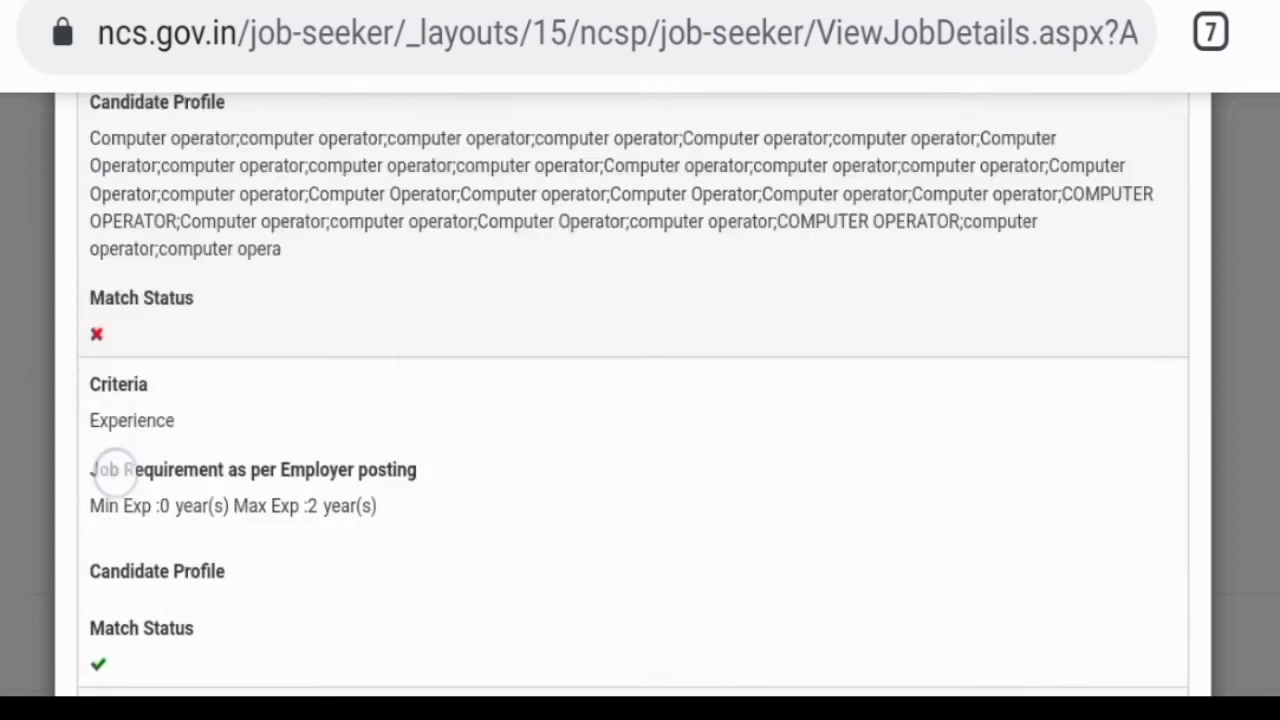 ncs.gov.in/job-seeker/_layouts/15/ncsp/job-seeker/ViewJobDetails.aspx?A
7
Candidate Profile
Computer operator;computer operator;computer operator;computer operator;Computer operator;computer operator;Computer
Operator;computer operator;computer operator;computer operator;Computer operator;computer operator;computer operator;Computer
Operator;computer operator;Computer Operator;Computer operator;Computer Operator;Computer operator;Computer operator;COMPUTER
OPERATOR;Computer operator;computer operator;Computer Operator;computer operator;COMPUTER OPERATOR;computer
operator;computer opera
Match Status
Criteria
Experience
Job Requirement as per Employer posting
Min Exp :0 year(s) Max Exp :2 year(s)
Candidate Profile
Match Status